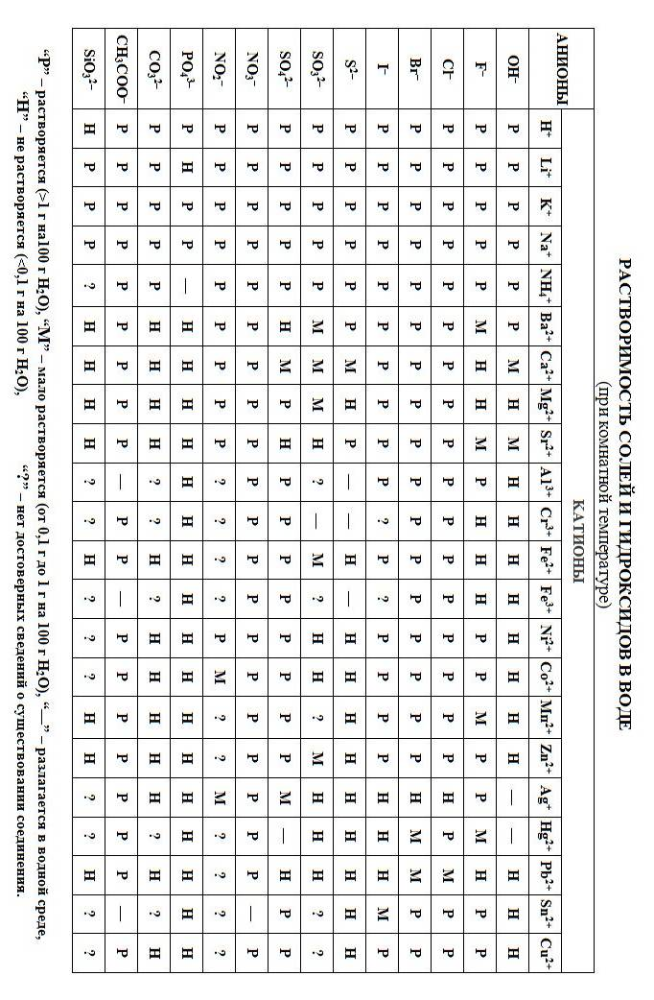 РАСТВОРИМОСТЬ СОЛЕЙ И ГИДРОКСИДОВ В ВОДЕ
(при комнатной температуре)
АНИОНЫ КАТИОНЫ
H⁺ Li⁺ K⁺ Na⁺ NH₄⁺ Ba²⁺ Ca²⁺ Mg²⁺ Sr²⁺ Al³⁺ Cr³⁺ Fe²⁺ Fe³⁺ Ni²⁺ Co²⁺ Mn²⁺ Zn²⁺ Ag⁺ Hg²⁺ Pb²⁺ Sn²⁺ Cu²⁺
OH⁻ Р Р Р Р Р Р М Н М Н Н Н Н Н Н Н Н — — Н Н Н
F⁻ Р Р Р Р Р М Н Н М Р Н Н Н Р Р М Р Р М Н Р Р
Cl⁻ Р Р Р Р Р Р Р Р Р Р Р Р Р Р Р Р Р Н Р М Р Р
Br⁻ Р Р Р Р Р Р Р Р Р Р Р Р Р Р Р Р Р Н М М Р Р
I⁻ Р Р Р Р Р Р Р Р Р Р ? Р ? Р Р Р Р Н Н Н М Р
S²⁻ Р Р Р Р Р Р М Н Р — — Н — Н Н Н Н Н Н Н Н Н
SO₃²⁻ Р Р Р Р Р М М М Н ? — М ? Н Н ? М Н Н Н ? ?
SO₄²⁻ Р Р Р Р Р Н М Р Н Р Р Р Р Р Р Р Р М — Н Р Р
NO₃⁻ Р Р Р Р Р Р Р Р Р Р Р Р Р Р Р Р Р Р Р Р — Р
NO₂⁻ Р Р Р Р Р Р Р Р Р ? ? ? ? Р М ? ? М ? ? ? ?
PO₄³⁻ Р Н Р Р — Н Н Н Н Н Н Н Н Н Н Н Н Н Н Н Н Н
CO₃²⁻ Р Р Р Р Р Н Н Н Н ? ? Н ? Н Н Н Н Н ? Н ? Н
CH₃COO⁻ Р Р Р Р Р Р Р Р Р — Р Р — Р Р Р Р Р Р Р — Р
SiO₃²⁻ Н Р Р Р ? Н Н Н Н ? ? Н ? ? ? Н Н ? ? Н ? ?
“Р” – растворяется (>1 г на100 г H₂O), “М” – мало растворяется (от 0,1 г до 1 г на 100 г H₂O), “—” – разлагается в водной среде,
“Н” – не растворяется (<0,1 г на 100 г H₂O), “?” – нет достоверных сведений о существовании соединения.